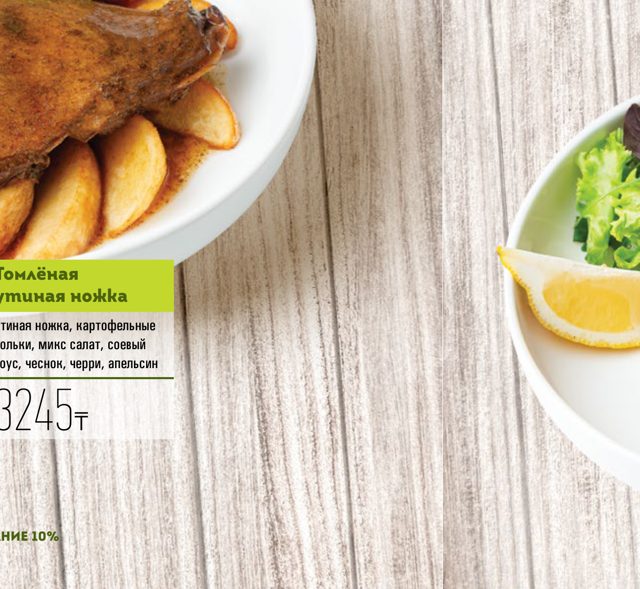 Томлёная
утиная ножка
тиная ножка, картофельные
ольки, микс салат, соевый
оус, чеснок, черри, апельсин
3245₸
НИЕ 10%